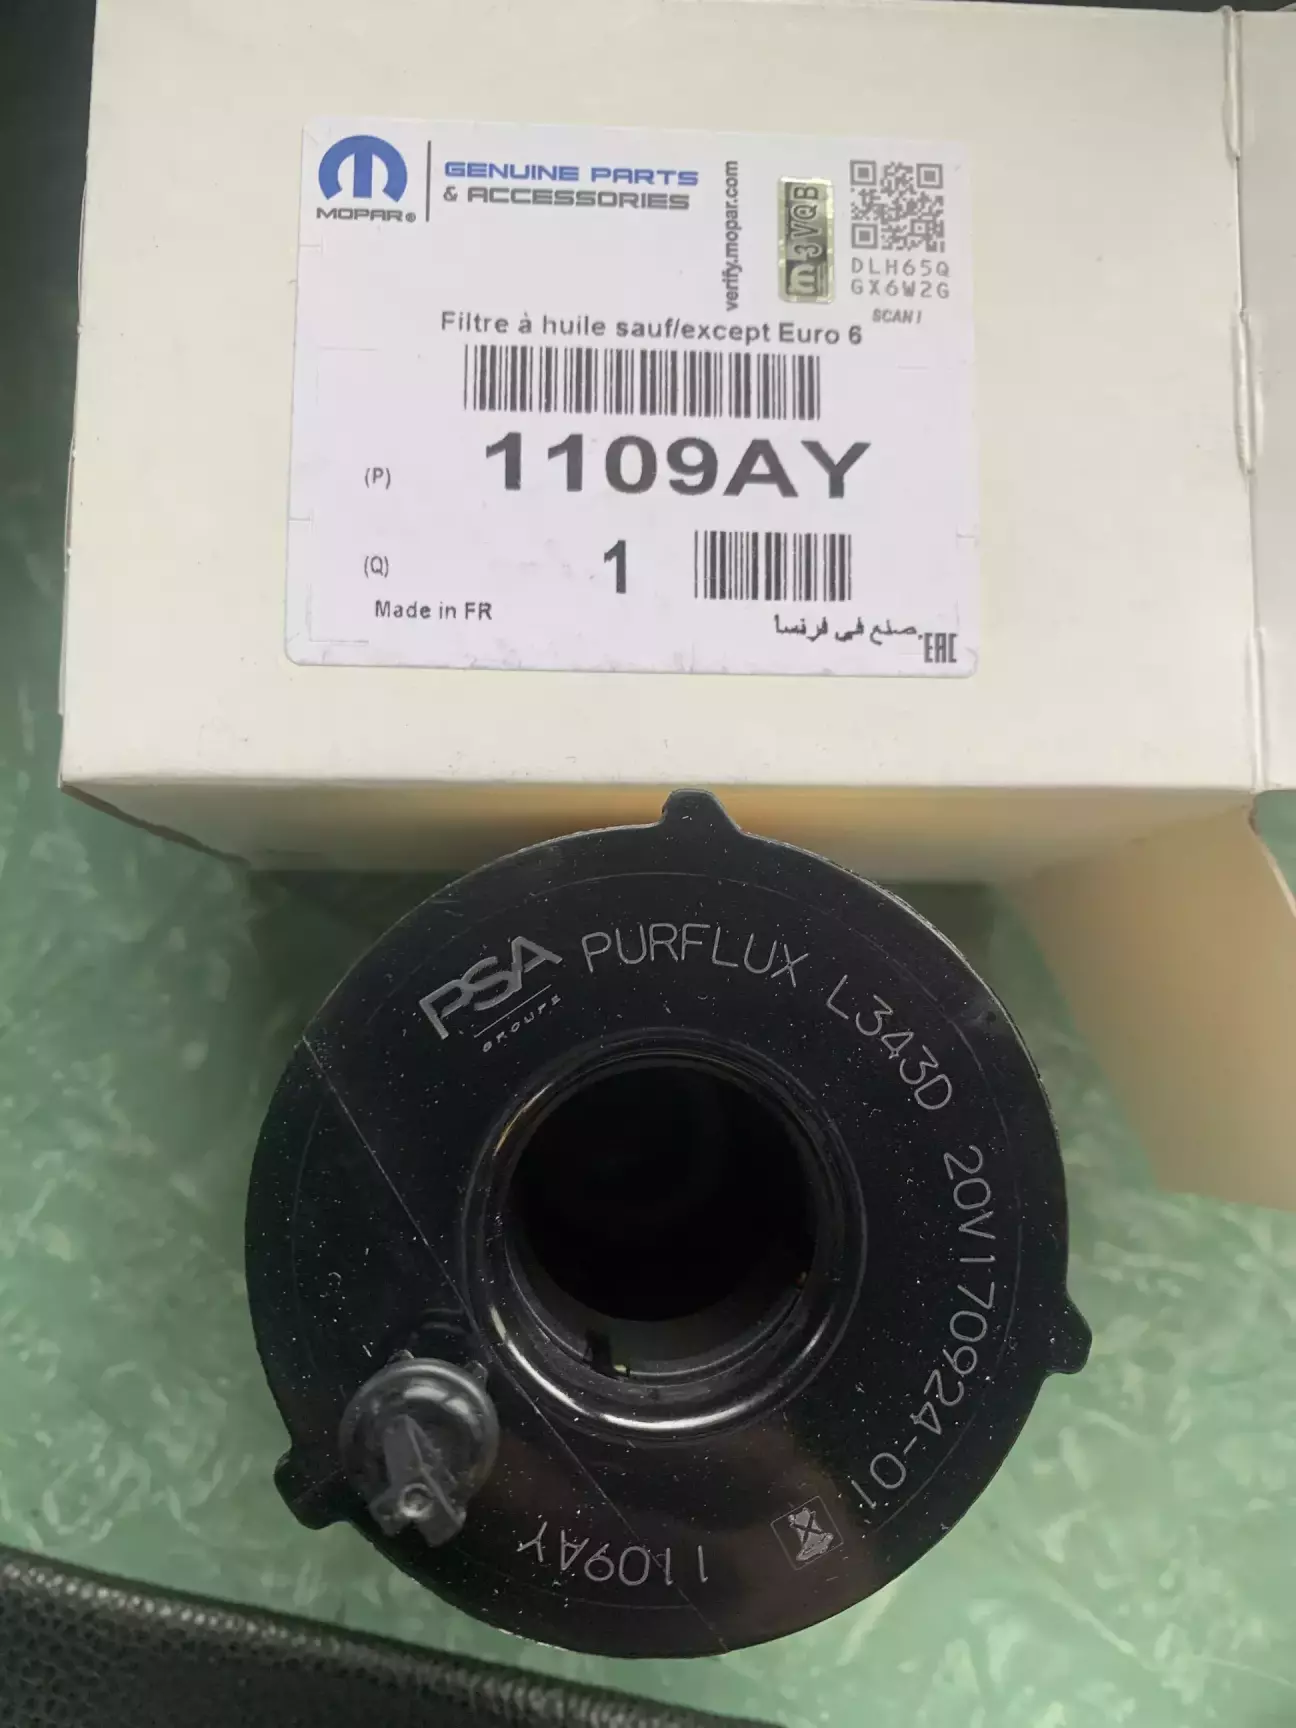 MOPAR®
GENUINE PARTS
& ACCESSORIES
verify.mopar.com
m3VQB
DLH65Q
GX6W2G
SCAN!
Filtre à huile sauf/except Euro 6
(P) 1109AY
(Q) 1
Made in FR
صنع في فرنسا.
EAC
PSA
GROUPE
PURFLUX L343D 20V170924-01
1109AY